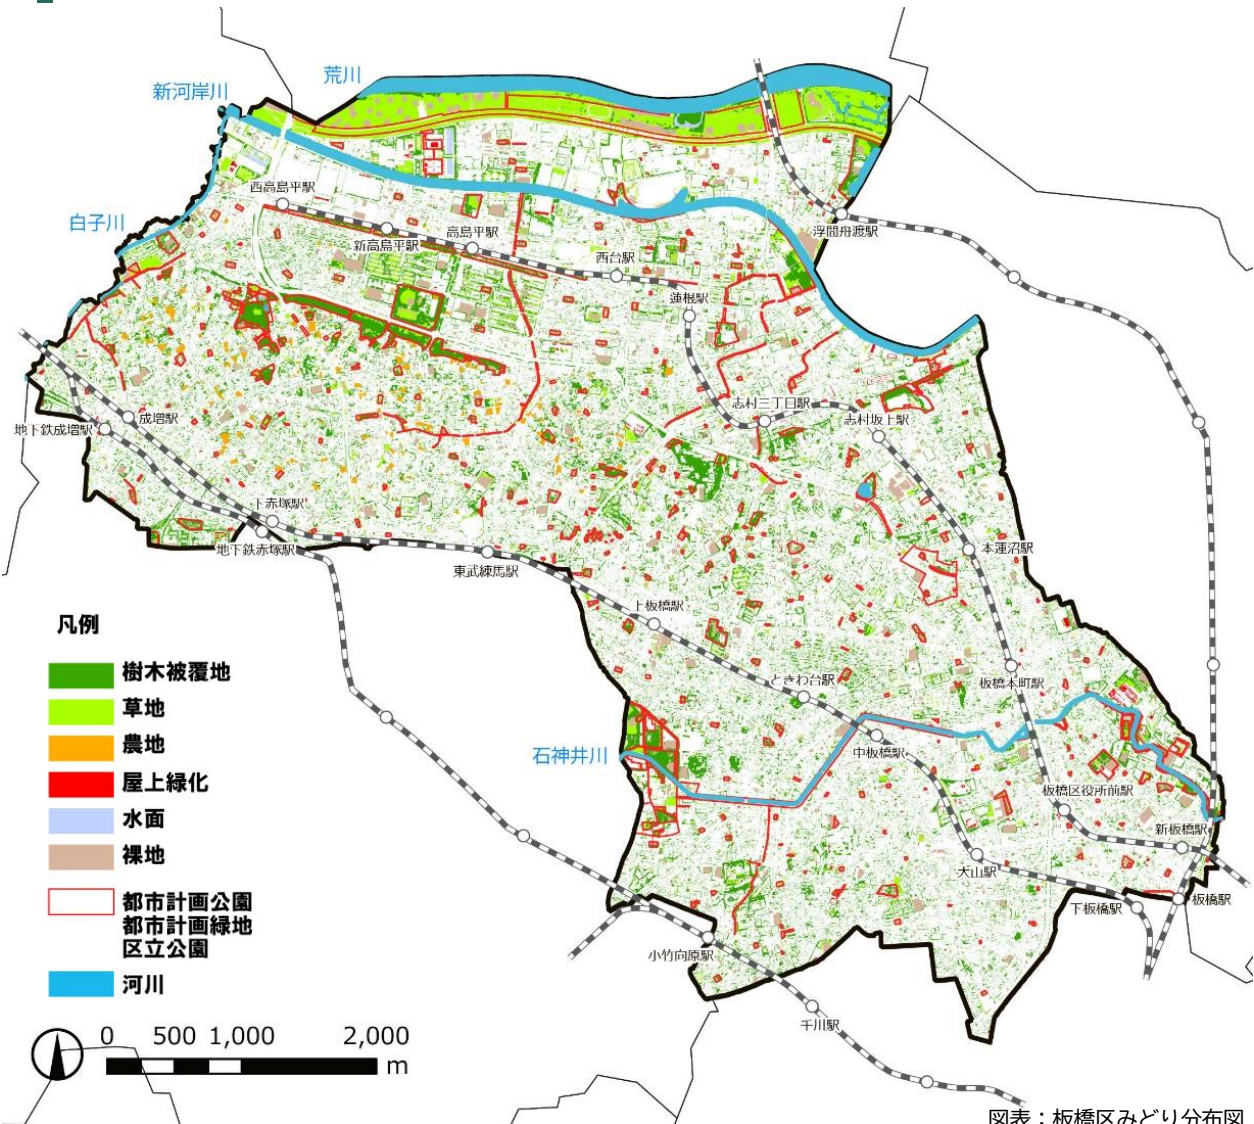 荒川
新河岸川
白子川
西高島平駅
新高島平駅
高島平駅
西台駅
蓮根駅
浮間舟渡駅
志村三丁目駅
志村坂上駅
成増駅
地下鉄成増駅
下赤塚駅
地下鉄赤塚駅
東武練馬駅
本蓮沼駅
上板橋駅
ときわ台駅
板橋本町駅
石神井川
中板橋駅
板橋区役所前駅
新板橋駅
大山駅
下板橋駅
板橋駅
小竹向原駅
千川駅
凡例
樹木被覆地
草地
農地
屋上緑化
水面
裸地
都市計画公園
都市計画緑地
区立公園
河川
0 500 1,000 2,000
m
図表：板橋区みどり分布図